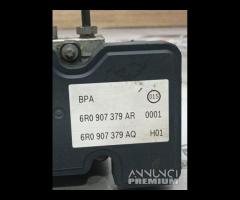 BPA 015
6R0 907 379 AR 0001
6R0 907 379 AQ H01
ANNUNCI
PREMIUM